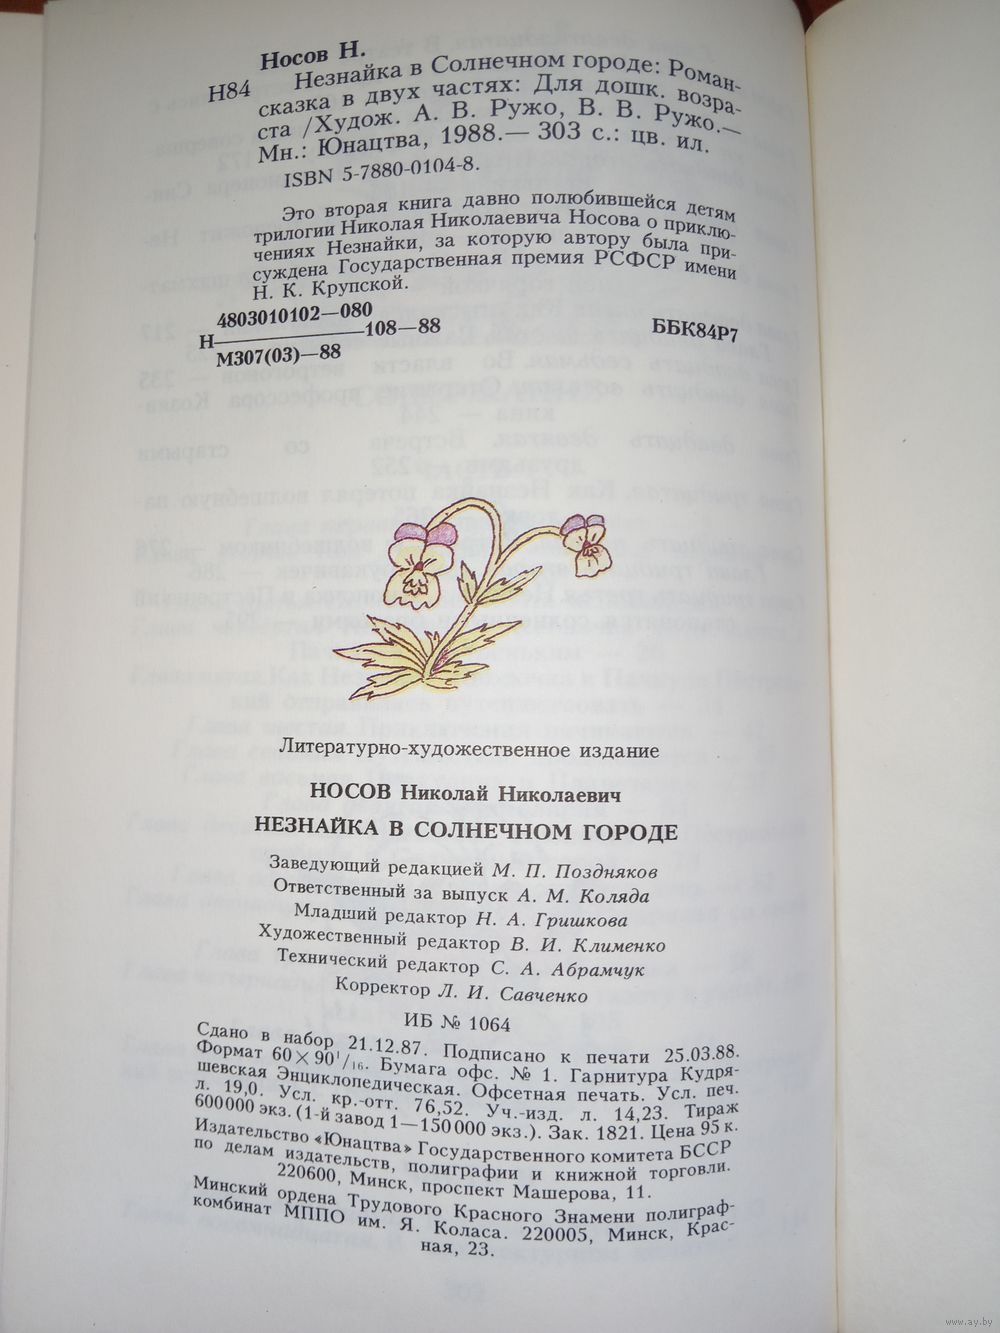 Носов Н.
Н84 Незнайка в Солнечном городе: Роман-
сказка в двух частях: Для дошк. возра-
ста /Худож. А. В. Ружо, В. В. Ружо.—
Мн.: Юнацтва, 1988.— 303 с.: цв. ил.
ISBN 5-7880-0104-8.
Это вторая книга давно полюбившейся детям
трилогии Николая Николаевича Носова о приклю-
чениях Незнайки, за которую автору была при-
суждена Государственная премия РСФСР имени
Н. К. Крупской.
4803010102—080
Н————108—88
М307(03)—88
ББК84Р7
Литературно-художественное издание
НОСОВ Николай Николаевич
НЕЗНАЙКА В СОЛНЕЧНОМ ГОРОДЕ
Заведующий редакцией М. П. Поздняков
Ответственный за выпуск А. М. Коляда
Младший редактор Н. А. Гришкова
Художественный редактор В. И. Клименко
Технический редактор С. А. Абрамчук
Корректор Л. И. Савченко
ИБ № 1064
Сдано в набор 21.12.87. Подписано к печати 25.03.88.
Формат 60×90¹/₁₆. Бумага офс. № 1. Гарнитура Кудря-
шевская Энциклопедическая. Офсетная печать. Усл. печ.
л. 19,0. Усл. кр.-отт. 76,52. Уч.-изд. л. 14,23. Тираж
600000 экз. (1-й завод 1—150000 экз.). Зак. 1821. Цена 95 к.
Издательство «Юнацтва» Государственного комитета БССР
по делам издательств, полиграфии и книжной торговли.
220600, Минск, проспект Машерова, 11.
Минский ордена Трудового Красного Знамени полиграф-
комбинат МППО им. Я. Коласа. 220005, Минск, Крас-
ная, 23.
www.ay.by